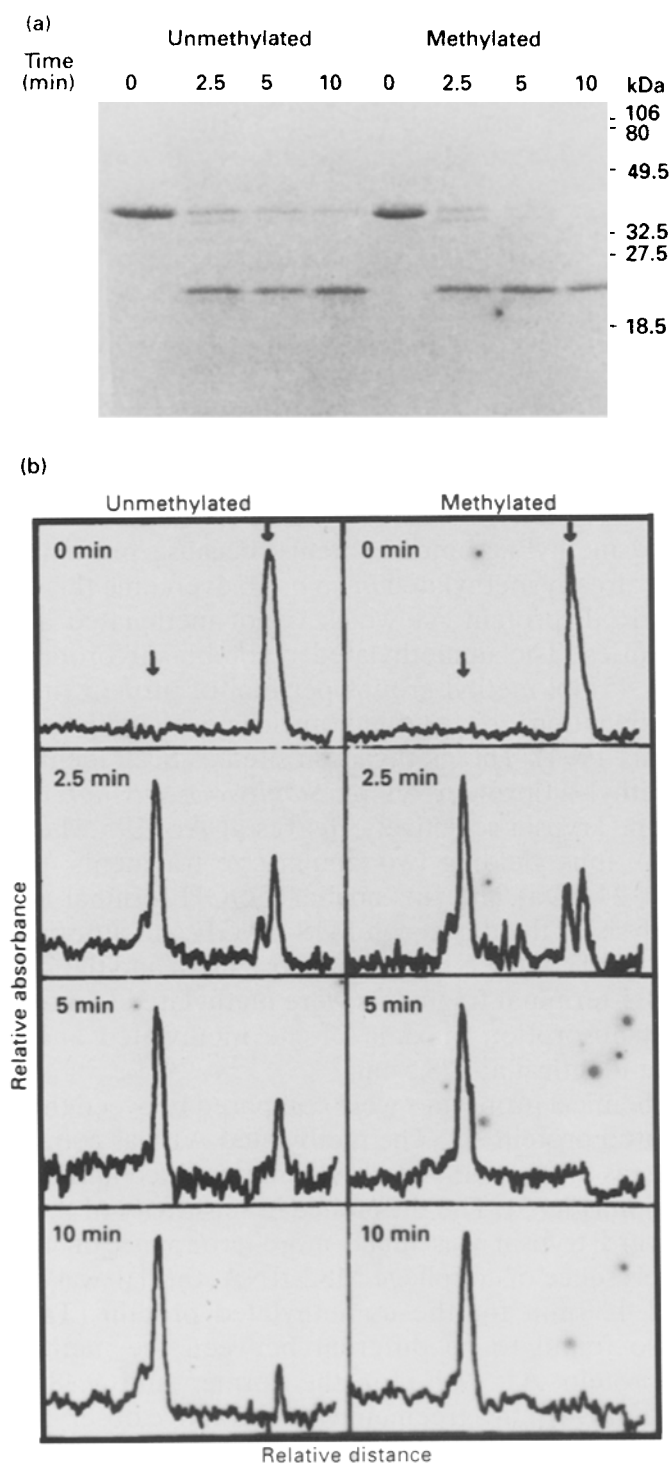 (a)
Unmethylated Methylated
Time
(min) 0 2.5 5 10 0 2.5 5 10 kDa
- 106
- 80
- 49.5
- 32.5
- 27.5
- 18.5
(b)
Unmethylated Methylated
0 min 0 min
2.5 min 2.5 min
5 min 5 min
10 min 10 min
Relative absorbance
Relative distance